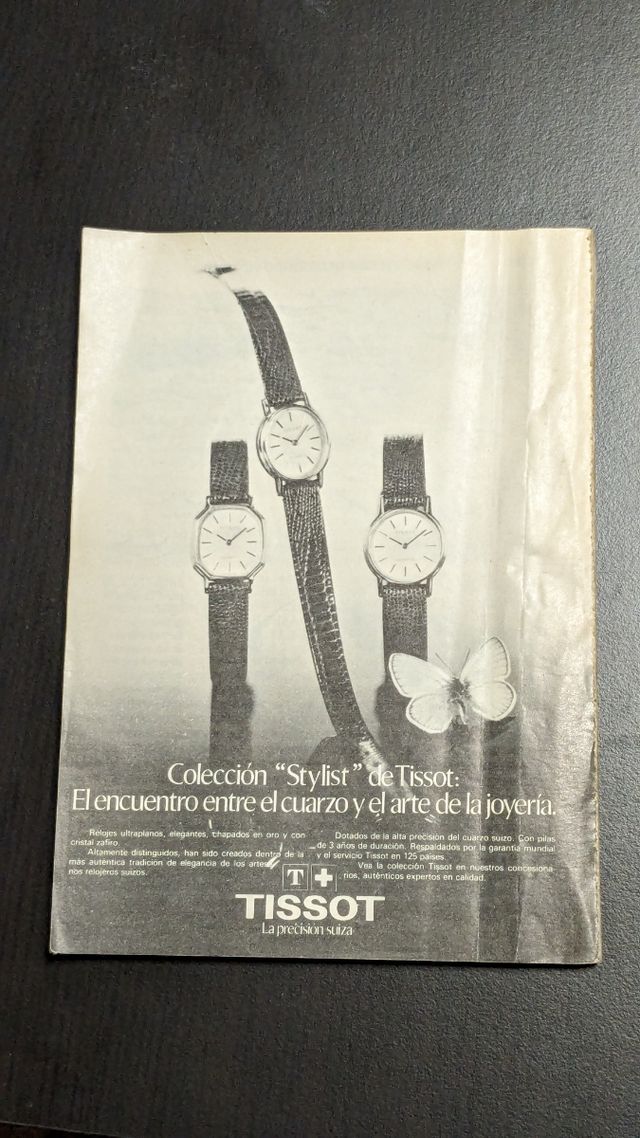 Colección "Stylist" de Tissot:
El encuentro entre el cuarzo y el arte de la joyería.
Relojes ultraplanos, elegantes, chapados en oro y con
cristal zafiro.
Altamente distinguidos, han sido creados dentro de la
más auténtica tradición de elegancia de los artesa-
nos relojeros suizos.
Dotados de la alta precisión del cuarzo suizo. Con pilas
de 3 años de duración. Respaldados por la garantía mundial
y el servicio Tissot en 125 países.
Vea la colección Tissot en nuestros concesiona-
rios, auténticos expertos en calidad.
T
TISSOT
La precisión suiza